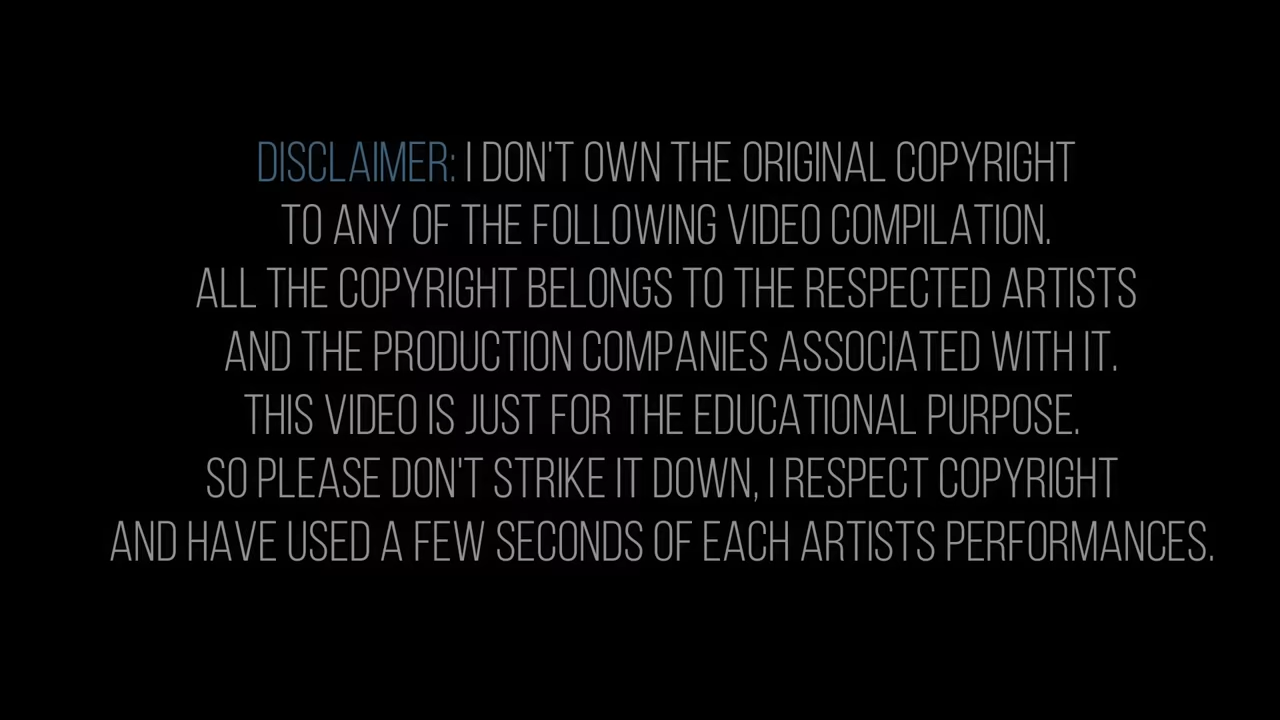 DISCLAIMER: I DON'T OWN THE ORIGINAL COPYRIGHT
TO ANY OF THE FOLLOWING VIDEO COMPILATION.
ALL THE COPYRIGHT BELONGS TO THE RESPECTED ARTISTS
AND THE PRODUCTION COMPANIES ASSOCIATED WITH IT.
THIS VIDEO IS JUST FOR THE EDUCATIONAL PURPOSE.
SO PLEASE DON'T STRIKE IT DOWN, I RESPECT COPYRIGHT
AND HAVE USED A FEW SECONDS OF EACH ARTISTS PERFORMANCES.